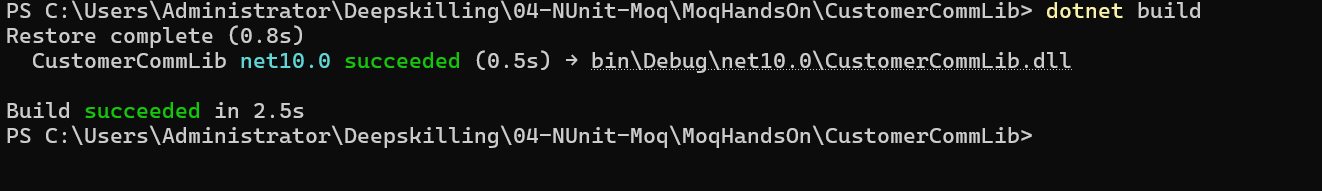 PS C:\Users\Administrator\Deepskilling\04-NUnit-Moq\MoqHandsOn\CustomerCommLib> dotnet build
Restore complete (0.8s)
  CustomerCommLib net10.0 succeeded (0.5s) → bin\Debug\net10.0\CustomerCommLib.dll
Build succeeded in 2.5s
PS C:\Users\Administrator\Deepskilling\04-NUnit-Moq\MoqHandsOn\CustomerCommLib>